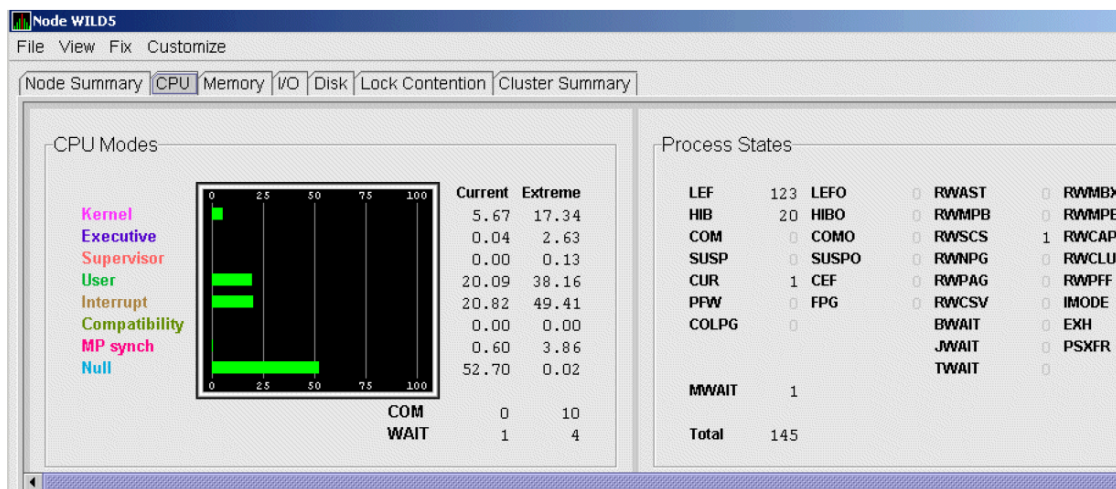 Node WILD5
File View Fix Customize
Node Summary CPU Memory I/O Disk Lock Contention Cluster Summary
CPU Modes
0 25 50 75 100 Current Extreme
Kernel 5.67 17.34
Executive 0.04 2.63
Supervisor 0.00 0.13
User 20.09 38.16
Interrupt 20.82 49.41
Compatibility 0.00 0.00
MP synch 0.60 3.86
Null 52.70 0.02
0 25 50 75 100
COM 0 10
WAIT 1 4
Process States
LEF 123 LEFO 0 RWAST 0 RWMBX
HIB 20 HIBO 0 RWMPB 0 RWMPE
COM 0 COMO 0 RWSCS 1 RWCAP
SUSP 0 SUSPO 0 RWNPG 0 RWCLU
CUR 1 CEF 0 RWPAG 0 RWPFF
PFW 0 FPG 0 RWCSV 0 IMODE
COLPG 0 BWAIT 0 EXH
JWAIT 0 PSXFR
TWAIT 0
MWAIT 1
Total 145